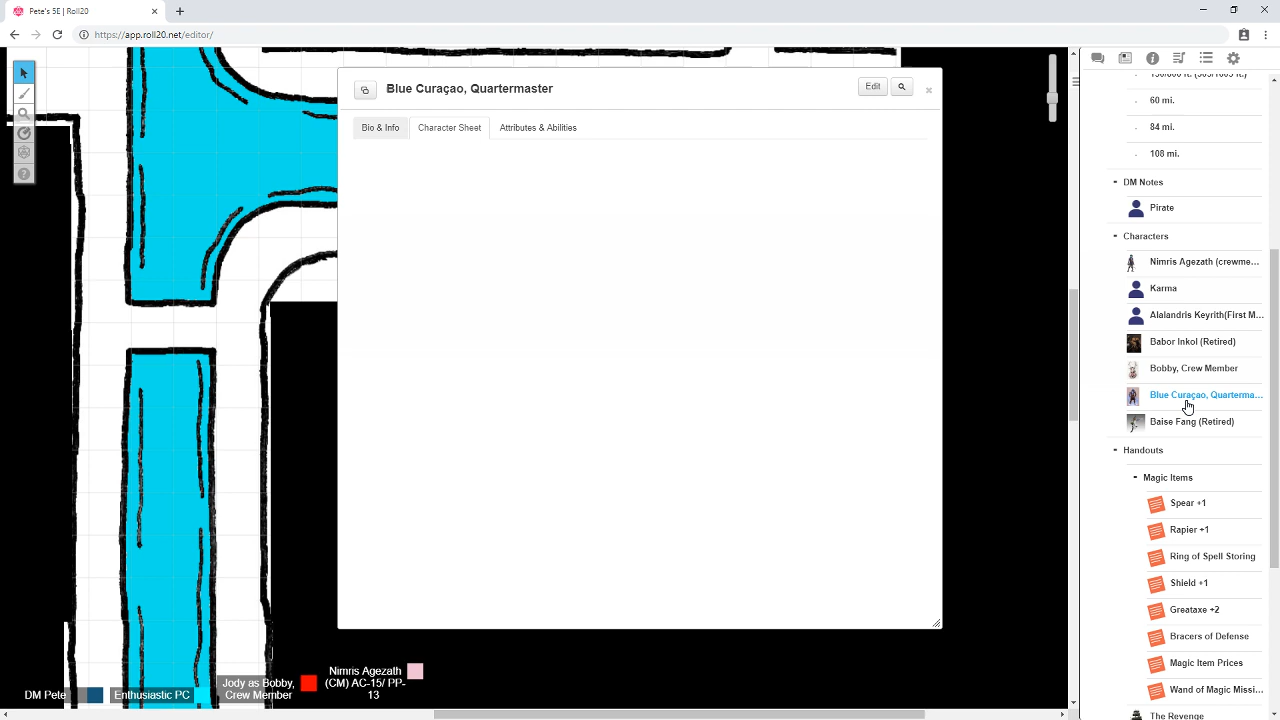 Pete's 5E | Roll20
https://app.roll20.net/editor/
Blue Curaçao, Quartermaster
Edit
Bio & Info
Character Sheet
Attributes & Abilities
60 mi.
84 mi.
108 mi.
DM Notes
Pirate
Characters
Nimris Agezath (crewme...
Karma
Alalandris Keyrith(First M...
Babor Inkol (Retired)
Bobby, Crew Member
Blue Curaçao, Quarterma...
Baise Fang (Retired)
Handouts
Magic Items
Spear +1
Rapier +1
Ring of Spell Storing
Shield +1
Greataxe +2
Bracers of Defense
Magic Item Prices
Wand of Magic Missi...
The Revenge
DM Pete
Enthusiastic PC
Jody as Bobby,
Crew Member
Nimris Agezath
(CM) AC-15/ PP-
13